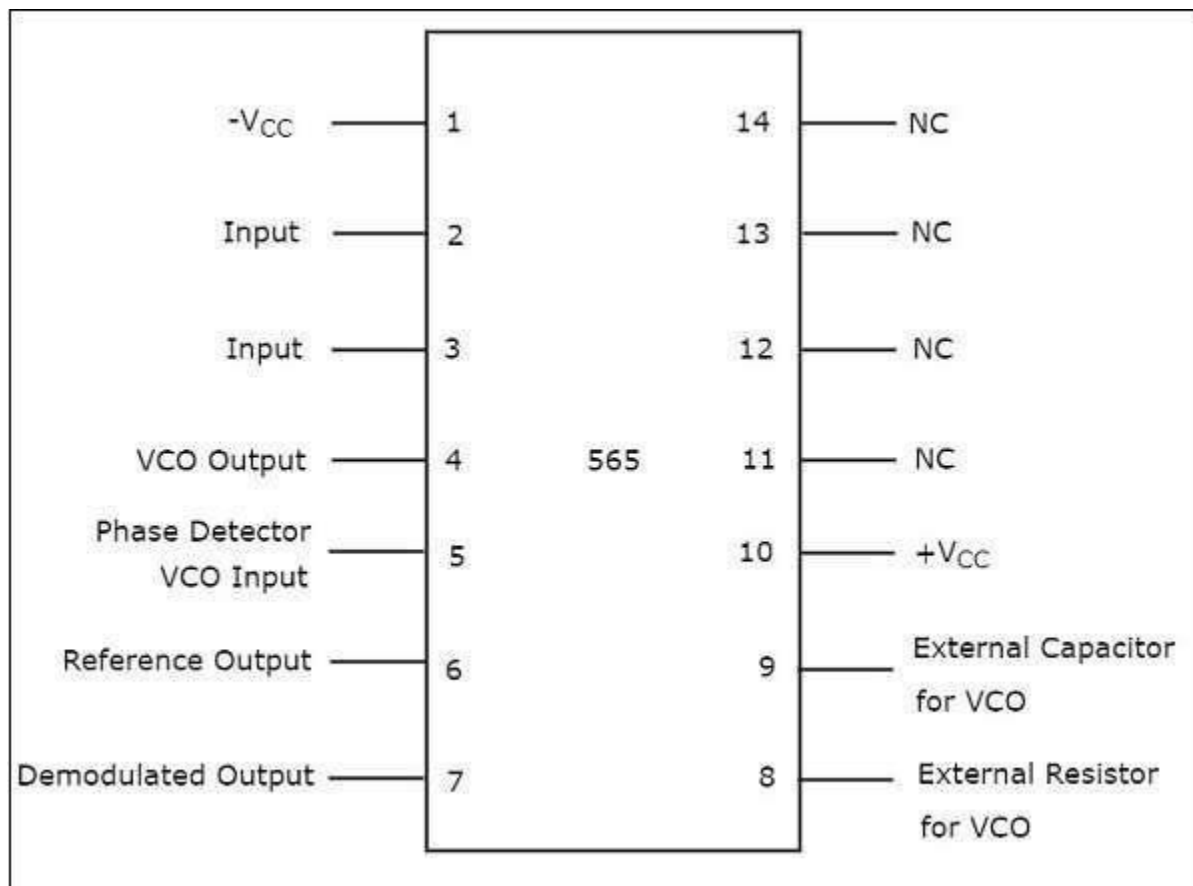 -VCC 1 14 NC
Input 2 13 NC
Input 3 12 NC
VCO Output 4 565 11 NC
Phase Detector
VCO Input
5 10 +VCC
Reference Output 6 9 External Capacitor
for VCO
Demodulated Output 7 8 External Resistor
for VCO